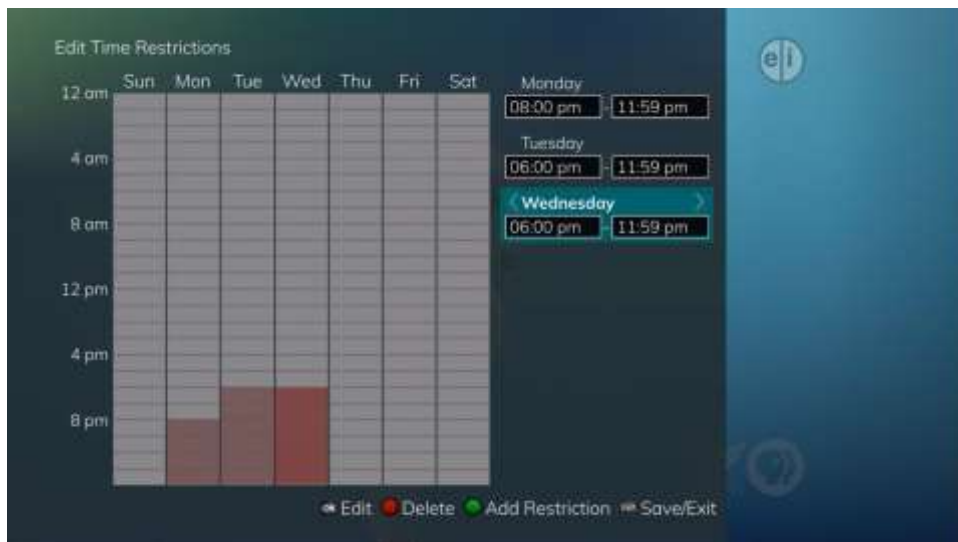 Edit Time Restrictions
eli
Sun Mon Tue Wed Thu Fri Sat
12 am
4 am
8 am
12 pm
4 pm
8 pm
Monday
08:00 pm - 11:59 pm
Tuesday
06:00 pm - 11:59 pm
Wednesday
06:00 pm - 11:59 pm
Edit Delete Add Restriction Save/Exit